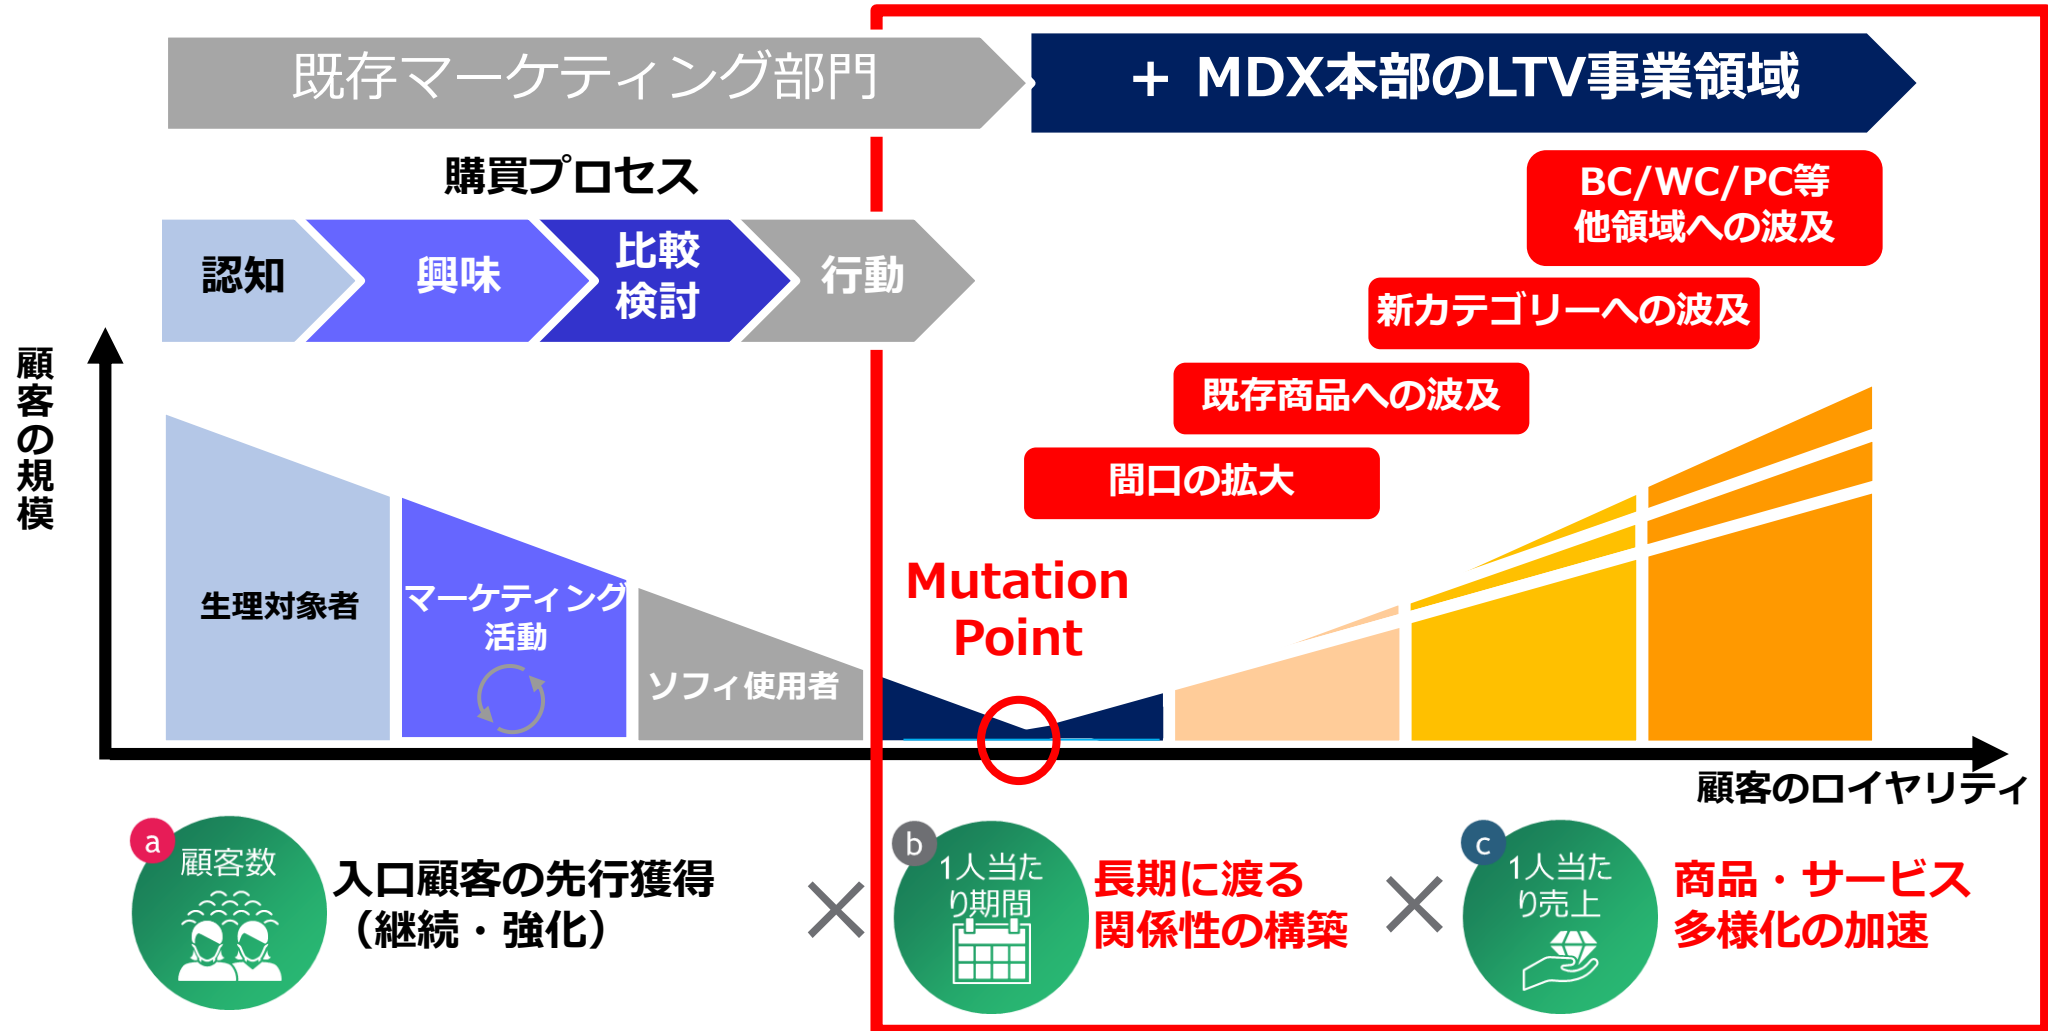 既存マーケティング部門
+ MDX本部のLTV事業領域
購買プロセス
認知
興味
比較
検討
行動
BC/WC/PC等
他領域への波及
新カテゴリーへの波及
既存商品への波及
間口の拡大
顧客の規模
生理対象者
マーケティング
活動
ソフィ使用者
Mutation
Point
顧客のロイヤリティ
a
顧客数
入口顧客の先行獲得
（継続・強化）
×
b
1人当た
り期間
長期に渡る
関係性の構築
×
c
1人当た
り売上
商品・サービス
多様化の加速